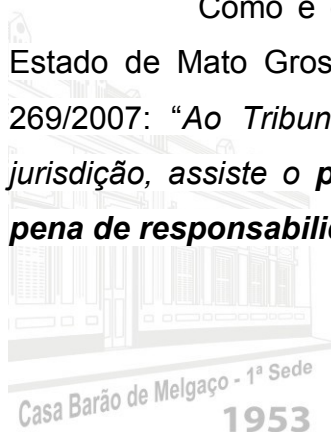 Como é
Estado de Mato Gros
269/2007: “Ao Tribun
jurisdição, assiste o p
pena de responsabili
Casa Barão de Melgaço - 1ª Sede
1953